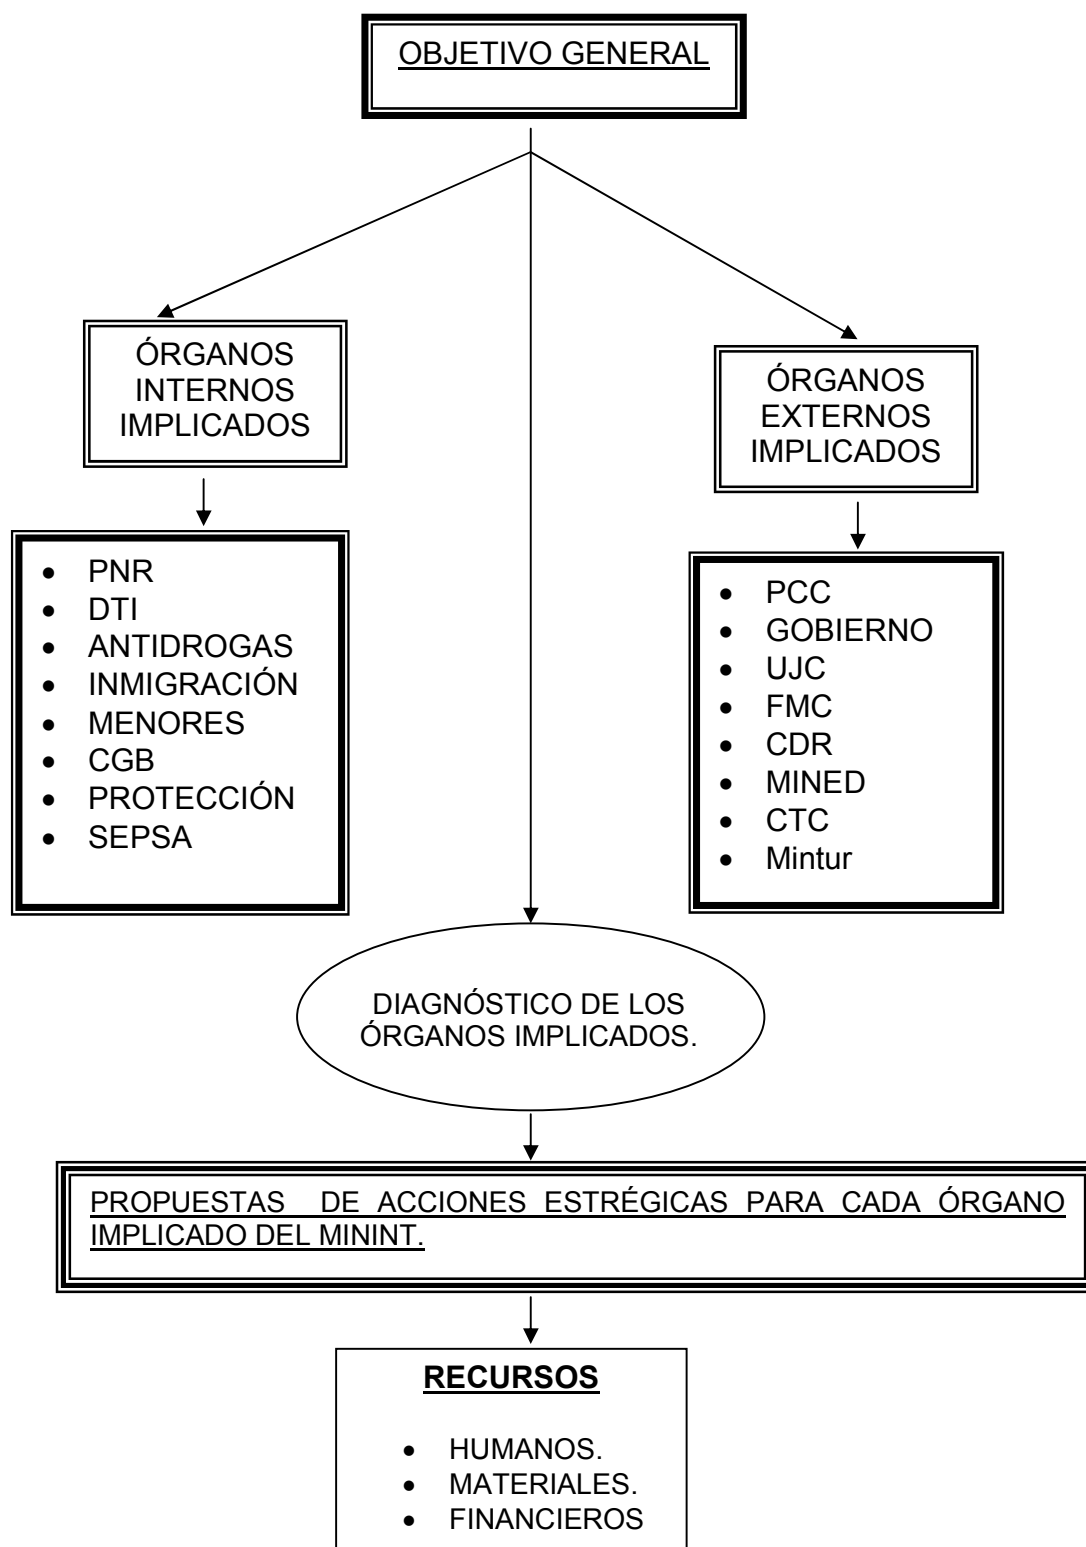 OBJETIVO GENERAL
ÓRGANOS
INTERNOS
IMPLICADOS
ÓRGANOS
EXTERNOS
IMPLICADOS
• PNR
• DTI
• ANTIDROGAS
• INMIGRACIÓN
• MENORES
• CGB
• PROTECCIÓN
• SEPSA
• PCC
• GOBIERNO
• UJC
• FMC
• CDR
• MINED
• CTC
• Mintur
DIAGNÓSTICO DE LOS
ÓRGANOS IMPLICADOS.
PROPUESTAS DE ACCIONES ESTRÉGICAS PARA CADA ÓRGANO
IMPLICADO DEL MININT.
RECURSOS
• HUMANOS.
• MATERIALES.
• FINANCIEROS